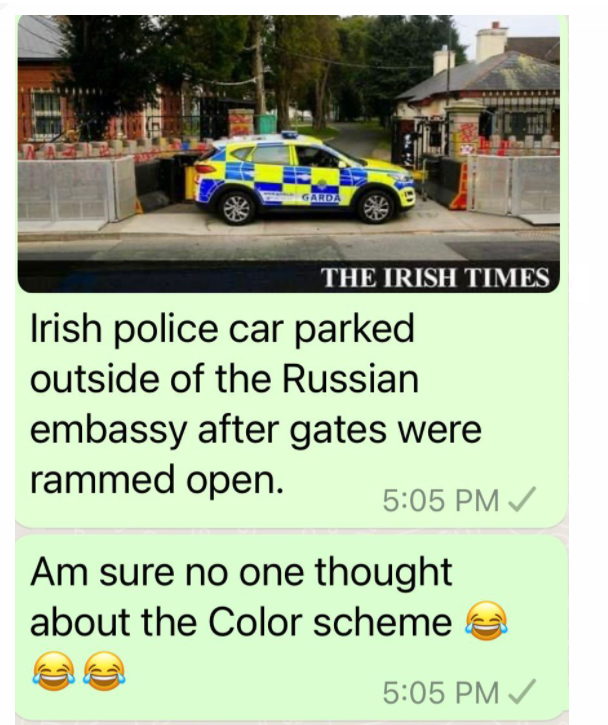 GARDA
THE IRISH TIMES
Irish police car parked
outside of the Russian
embassy after gates were
rammed open.
5:05 PM
Am sure no one thought
about the Color scheme 😂
😂😂
5:05 PM